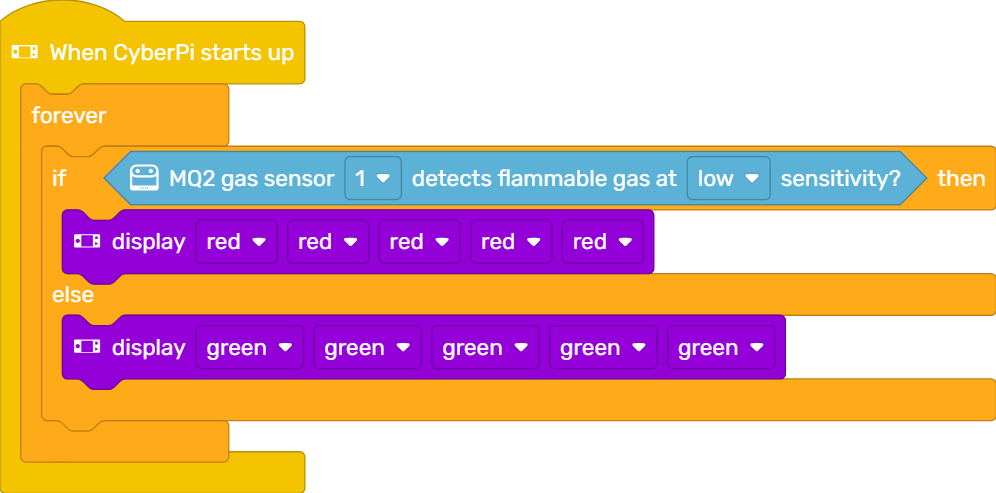 When CyberPi starts up
forever
if MQ2 gas sensor 1 detects flammable gas at low sensitivity? then
display red red red red red
else
display green green green green green